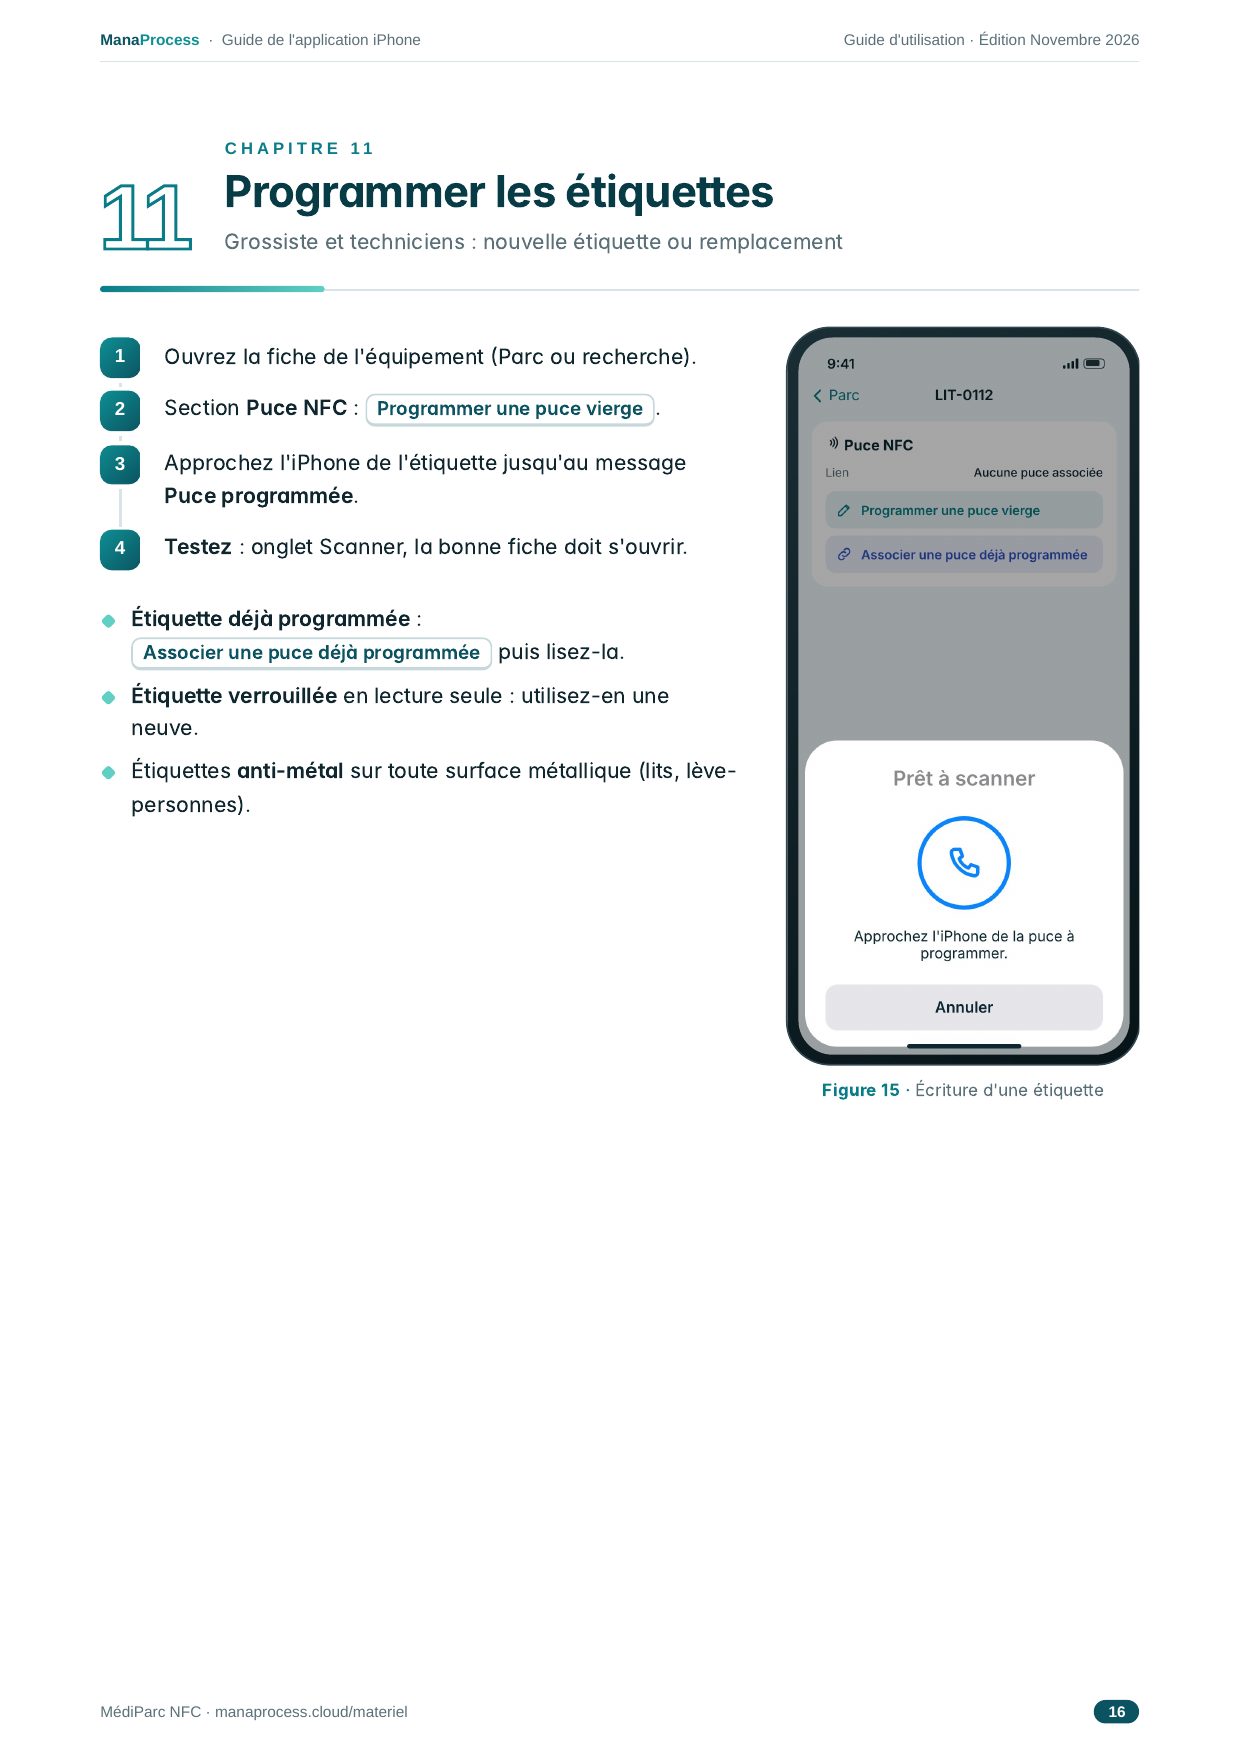 ManaProcess · Guide de l'application iPhone
Guide d'utilisation · Édition Novembre 2026
CHAPITRE 11
11
Programmer les étiquettes
Grossiste et techniciens : nouvelle étiquette ou remplacement
1 Ouvrez la fiche de l'équipement (Parc ou recherche).
2 Section Puce NFC : Programmer une puce vierge .
3 Approchez l'iPhone de l'étiquette jusqu'au message
Puce programmée.
4 Testez : onglet Scanner, la bonne fiche doit s'ouvrir.
Étiquette déjà programmée :
Associer une puce déjà programmée puis lisez-la.
Étiquette verrouillée en lecture seule : utilisez-en une
neuve.
Étiquettes anti-métal sur toute surface métallique (lits, lève-
personnes).
9:41
Parc LIT-0112
Puce NFC
Lien Aucune puce associée
Programmer une puce vierge
Associer une puce déjà programmée
Prêt à scanner
Approchez l'iPhone de la puce à
programmer.
Annuler
Figure 15 · Écriture d'une étiquette
MédiParc NFC · manaprocess.cloud/materiel
16